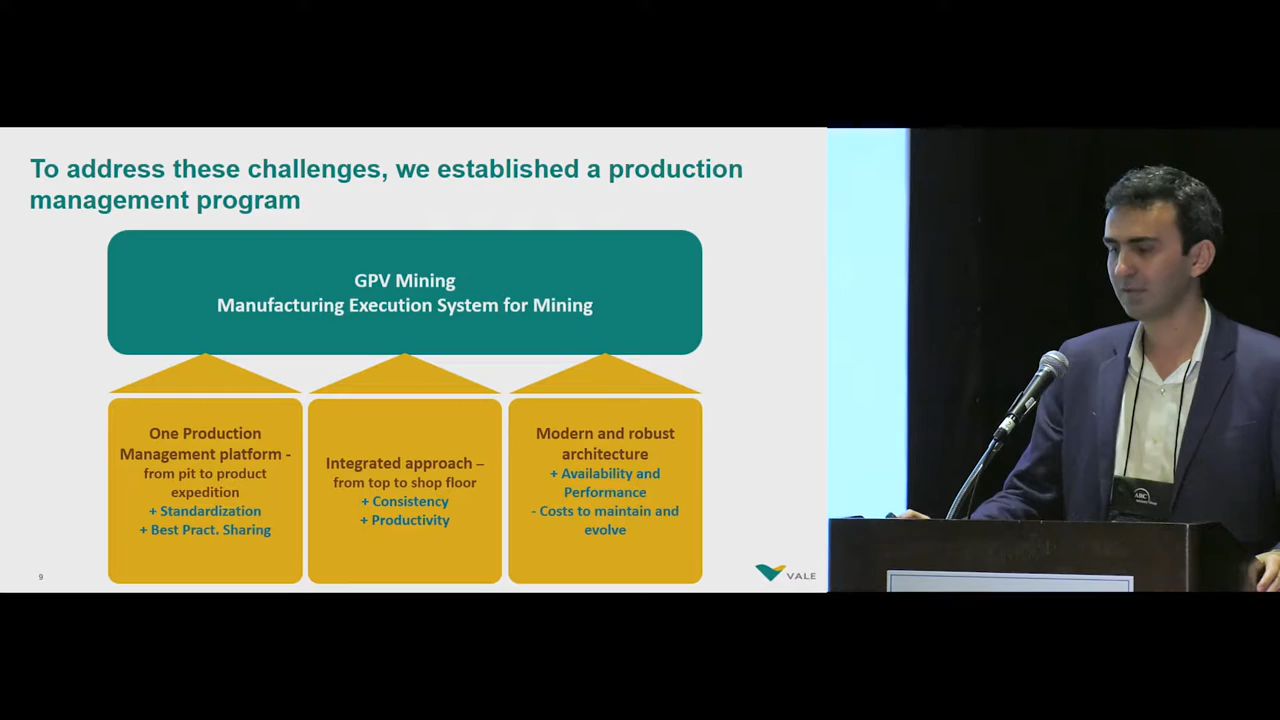 To address these challenges, we established a production
management program
GPV Mining
Manufacturing Execution System for Mining
One Production
Management platform -
from pit to product
expedition
+ Standardization
+ Best Pract. Sharing
Integrated approach –
from top to shop floor
+ Consistency
+ Productivity
Modern and robust
architecture
+ Availability and
Performance
- Costs to maintain and
evolve
9
VALE
ARC